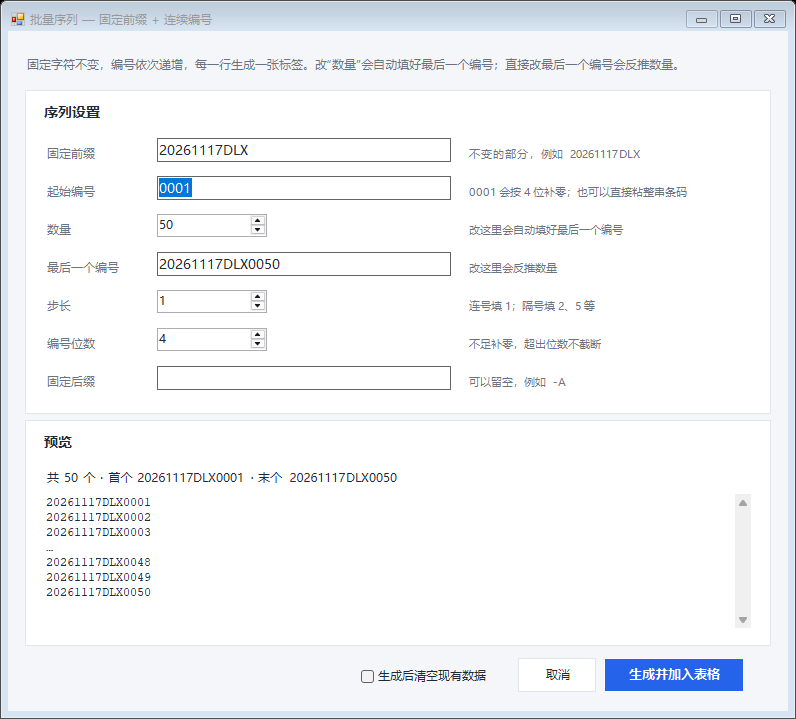 批量序列 — 固定前缀 + 连续编号
固定字符不变，编号依次递增，每一行生成一张标签。改“数量”会自动填好最后一个编号；直接改最后一个编号会反推数量。
序列设置
固定前缀 20261117DLX 不变的部分，例如 20261117DLX
起始编号 0001 0001 会按 4 位补零；也可以直接粘整串条码
数量 50 改这里会自动填好最后一个编号
最后一个编号 20261117DLX0050 改这里会反推数量
步长 1 连号填 1；隔号填 2、5 等
编号位数 4 不足补零，超出位数不截断
固定后缀 可以留空，例如 -A
预览
共 50 个 · 首个 20261117DLX0001 · 末个 20261117DLX0050
20261117DLX0001
20261117DLX0002
20261117DLX0003
…
20261117DLX0048
20261117DLX0049
20261117DLX0050
生成后清空现有数据 取消 生成并加入表格